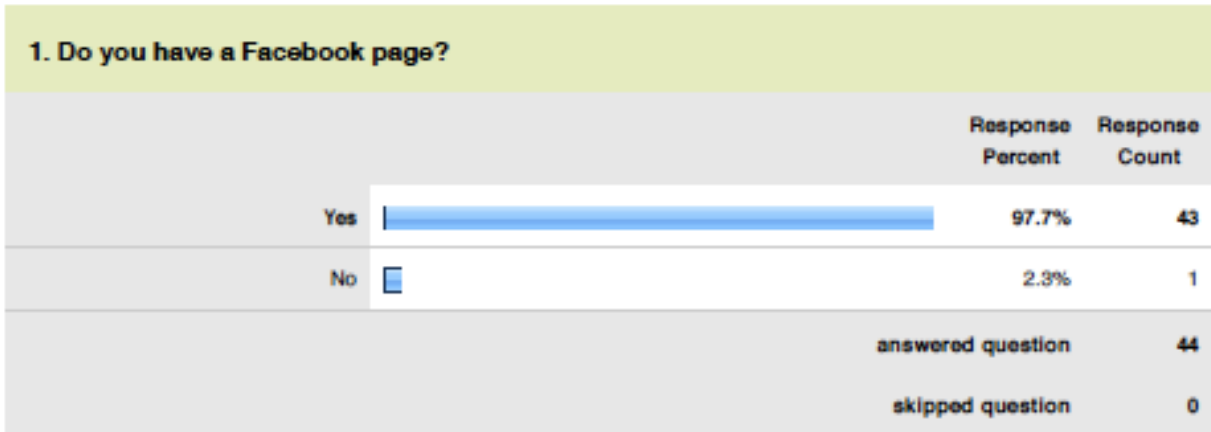 1. Do you have a Facebook page?
Response Response
Percent Count
Yes 97.7% 43
No 2.3% 1
answered question 44
skipped question 0